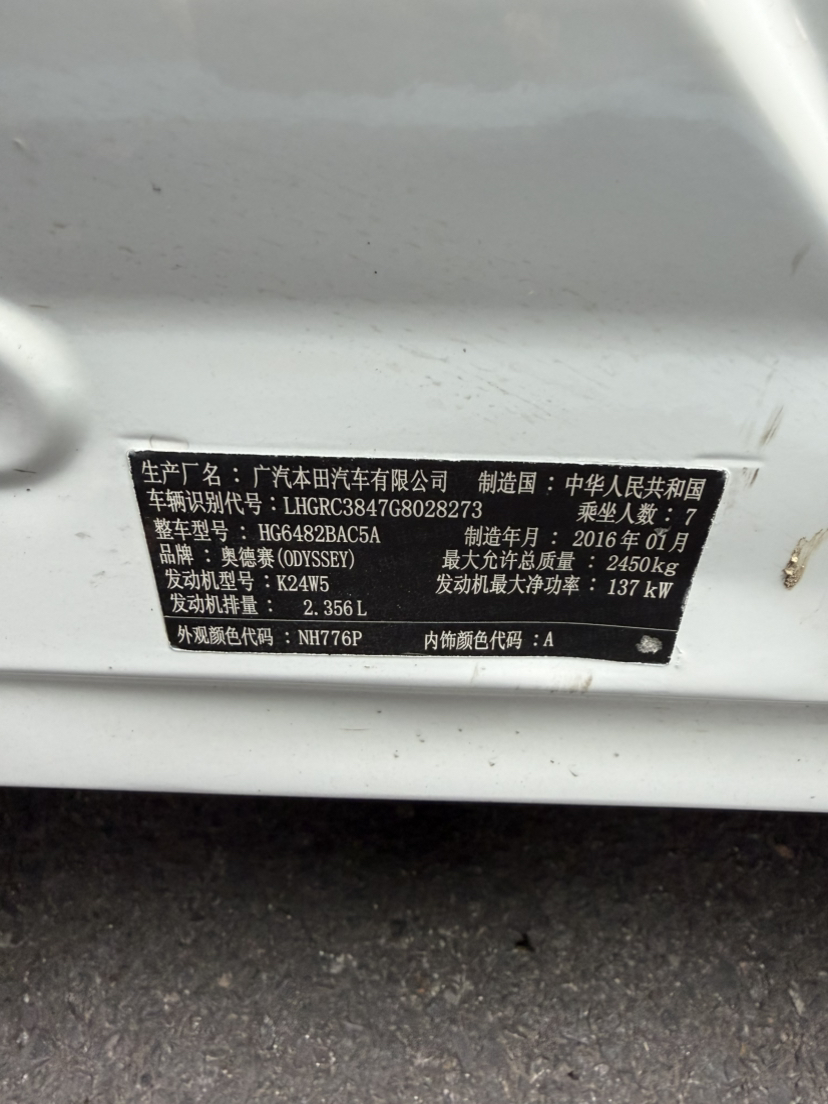 生产厂名：广汽本田汽车有限公司 制造国：中华人民共和国
车辆识别代号：LHGRC3847G8028273 乘坐人数：7
整车型号：HG6482BAC5A 制造年月：2016年01月
品牌：奥德赛(ODYSSEY) 最大允许总质量：2450kg
发动机型号：K24W5 发动机最大净功率：137kW
发动机排量：2.356L
外观颜色代码：NH776P 内饰颜色代码：A